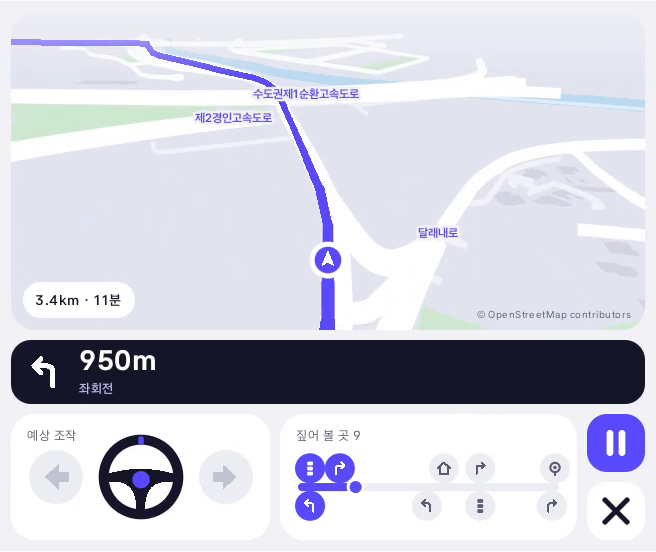 수도권제1순환고속도로
제2경인고속도로
달래내로
3.4km · 11분
© OpenStreetMap contributors
950m
좌회전
예상 조작
짚어 볼 곳 9